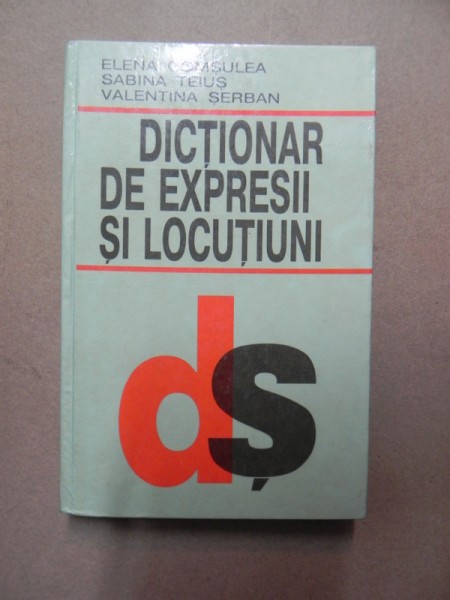 ELENA COMȘULEA
SABINA TEIUȘ
VALENTINA ȘERBAN
DICȚIONAR
DE EXPRESII
ȘI LOCUȚIUNI
dș